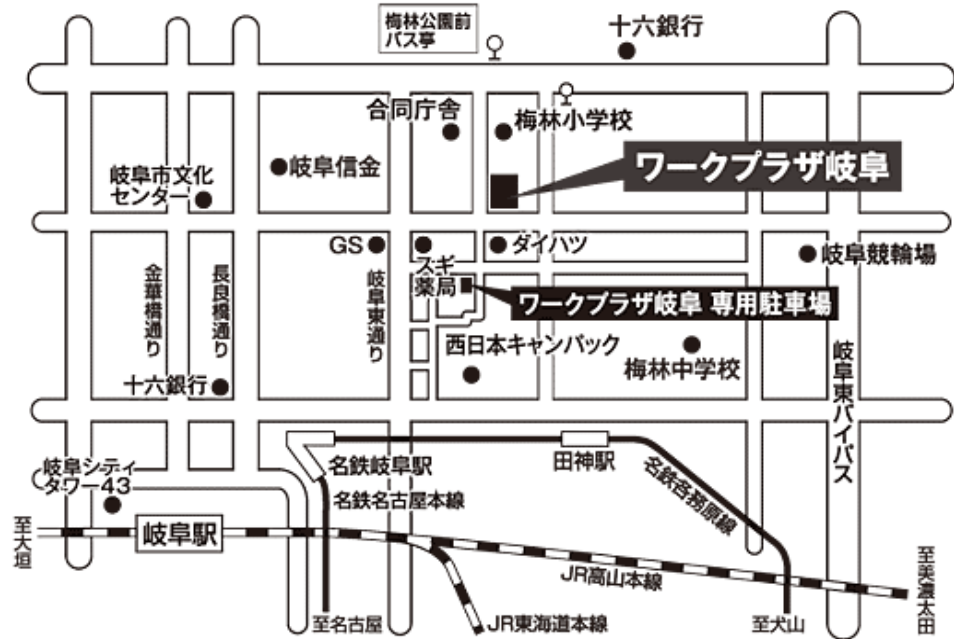 梅林公園前
バス亭
十六銀行
合同庁舎
梅林小学校
岐阜信金
ワークプラザ岐阜
岐阜市文化
センター
GS
スギ
薬局
ダイハツ
岐阜競輪場
金華橋通り
長良橋通り
岐阜東通り
ワークプラザ岐阜 専用駐車場
西日本キャンパック
梅林中学校
岐阜東バイパス
十六銀行
名鉄岐阜駅
田神駅
名鉄各務原線
岐阜シティ
タワー43
名鉄名古屋本線
至大垣
岐阜駅
JR高山本線
至美濃太田
至名古屋
JR東海道本線
至犬山